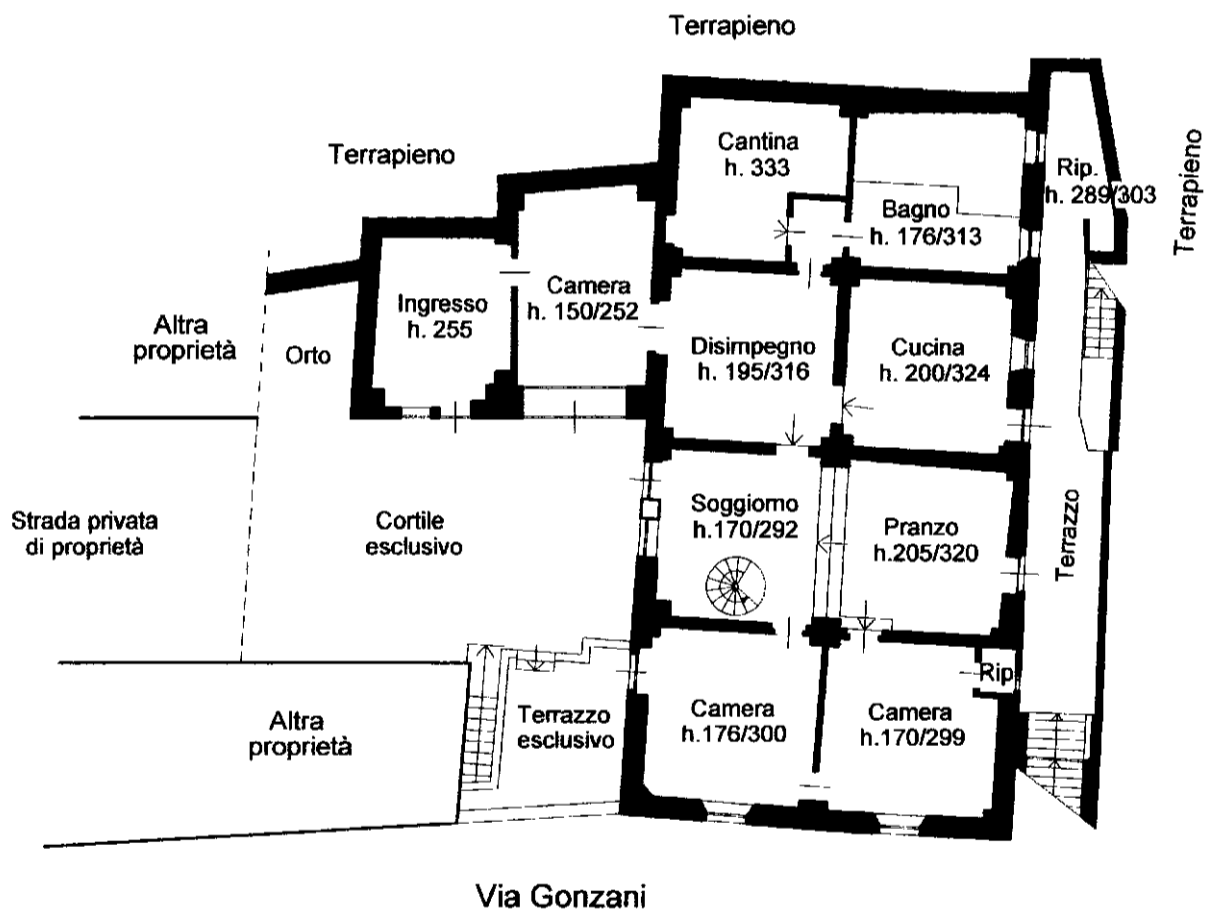 Terrapieno
Terrapieno
Cantina
h. 333
Rip.
h. 289/303
Terrapieno
Bagno
h. 176/313
Camera
h. 150/252
Ingresso
h. 255
Altra
proprietà
Orto
Disimpegno
h. 195/316
Cucina
h. 200/324
Strada privata
di proprietà
Cortile
esclusivo
Soggiorno
h.170/292
Pranzo
h.205/320
Terrazzo
Rip
Altra
proprietà
Terrazzo
esclusivo
Camera
h.176/300
Camera
h.170/299
Via Gonzani